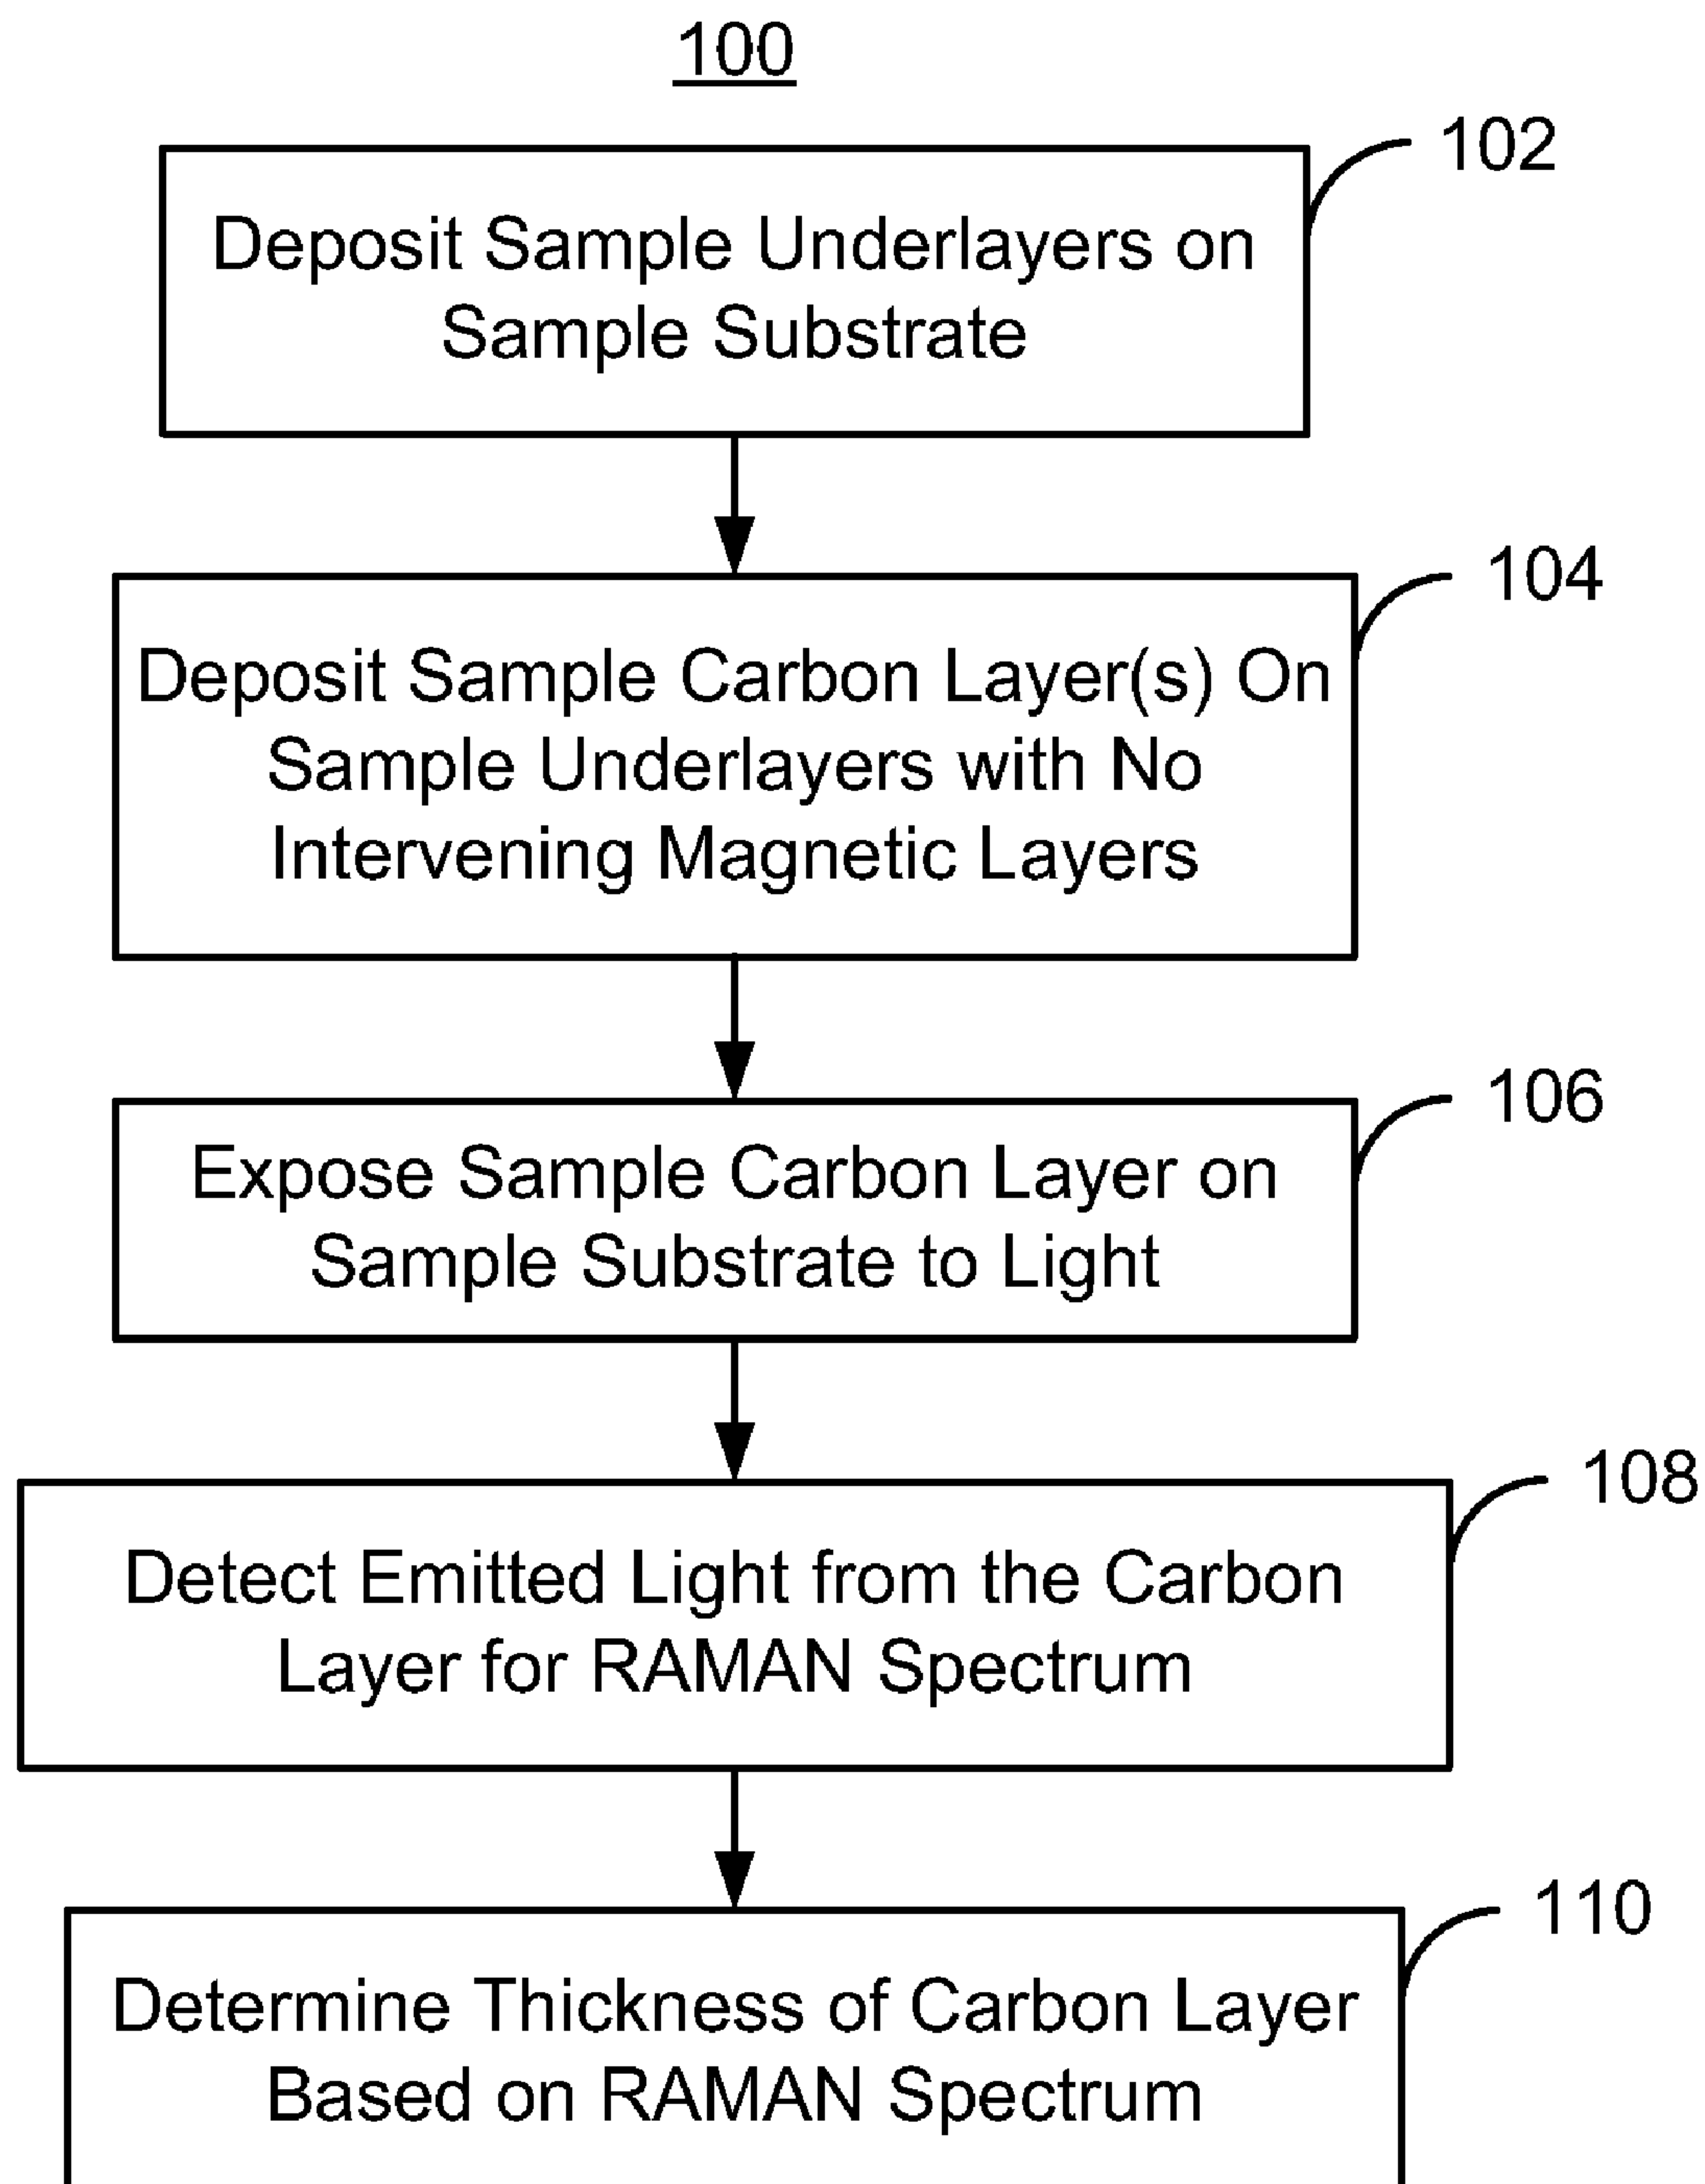 100
102
Deposit Sample Underlayers on
Sample Substrate
104
Deposit Sample Carbon Layer(s) On
Sample Underlayers with No
Intervening Magnetic Layers
106
Expose Sample Carbon Layer on
Sample Substrate to Light
108
Detect Emitted Light from the Carbon
Layer for RAMAN Spectrum
110
Determine Thickness of Carbon Layer
Based on RAMAN Spectrum